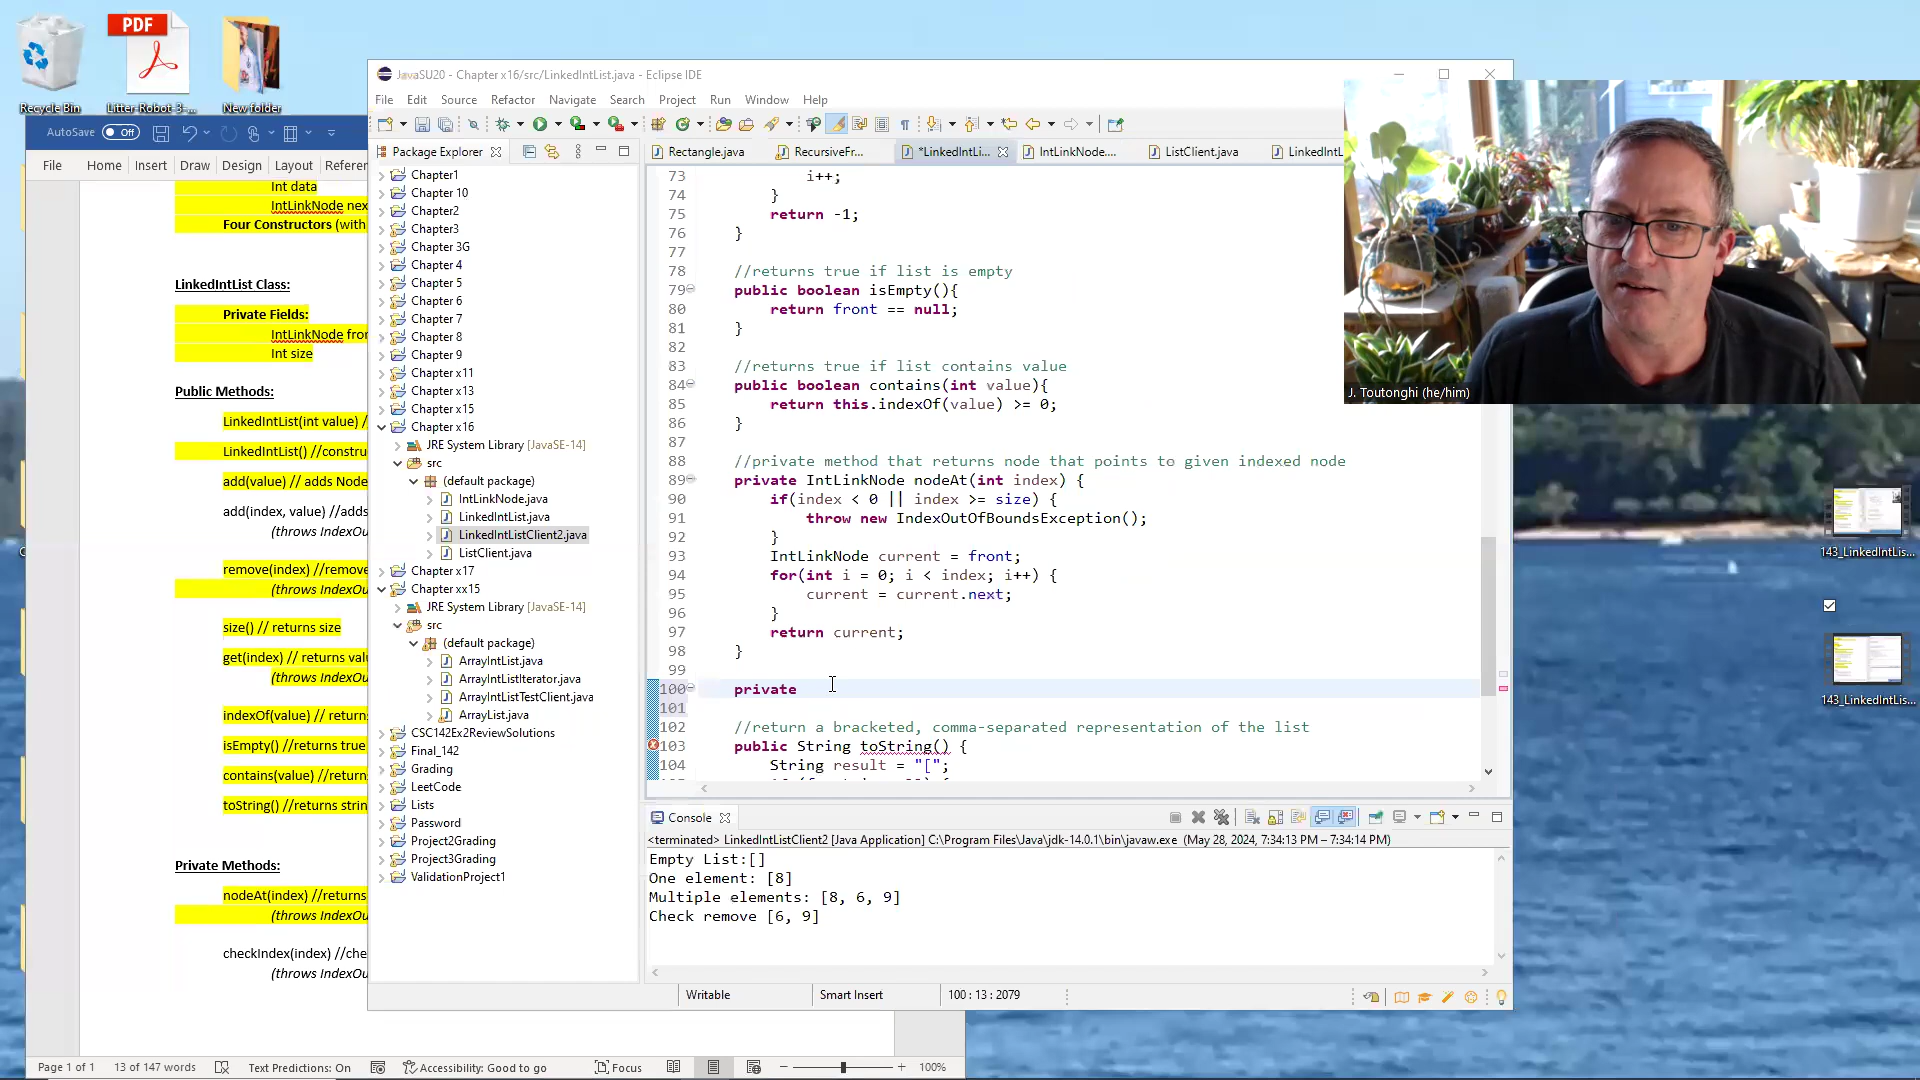 PDF
Recycle Bin
Litter-Robot-3-...
New folder
AutoSave
Off
File
Home
Insert
Draw
Design
Layout
Referen
Int data
IntLinkNode nex
Four Constructors (with
LinkedIntList Class:
Private Fields:
IntLinkNode fro
Int size
Public Methods:
LinkedIntList(int value) //
LinkedIntList() //constru
add(value) // adds Node
add(index, value) //adds
(throws IndexOu
remove(index) //remove
(throws IndexOu
size() // returns size
get(index) // returns valu
(throws IndexOu
indexOf(value) // return
isEmpty() //returns true
contains(value) //return
toString() //returns strin
Private Methods:
nodeAt(index) //returns
(throws IndexOu
checkIndex(index) //che
(throws IndexOu
Page 1 of 1
13 of 147 words
Text Predictions: On
Accessibility: Good to go
Focus
100%
JavaSU20 - Chapter x16/src/LinkedIntList.java - Eclipse IDE
File Edit Source Refactor Navigate Search Project Run Window Help
Package Explorer
Chapter1
Chapter 10
Chapter2
Chapter3
Chapter 3G
Chapter 4
Chapter 5
Chapter 6
Chapter 7
Chapter 8
Chapter 9
Chapter x11
Chapter x13
Chapter x15
Chapter x16
JRE System Library [JavaSE-14]
src
(default package)
IntLinkNode.java
LinkedIntList.java
LinkedIntListClient2.java
ListClient.java
Chapter x17
Chapter xx15
JRE System Library [JavaSE-14]
src
(default package)
ArrayIntList.java
ArrayIntListIterator.java
ArrayIntListTestClient.java
ArrayList.java
CSC142Ex2ReviewSolutions
Final_142
Grading
LeetCode
Lists
Password
Project2Grading
Project3Grading
ValidationProject1
Rectangle.java
RecursiveFr...
*LinkedIntLi...
IntLinkNode....
ListClient.java
LinkedIntL
73 i++;
74 }
75 return -1;
76 }
77
78 //returns true if list is empty
79 public boolean isEmpty(){
80 return front == null;
81 }
82
83 //returns true if list contains value
84 public boolean contains(int value){
85 return this.indexOf(value) >= 0;
86 }
87
88 //private method that returns node that points to given indexed node
89 private IntLinkNode nodeAt(int index) {
90 if(index < 0 || index >= size) {
91 throw new IndexOutOfBoundsException();
92 }
93 IntLinkNode current = front;
94 for(int i = 0; i < index; i++) {
95 current = current.next;
96 }
97 return current;
98 }
99
100 private
101
102 //return a bracketed, comma-separated representation of the list
103 public String toString() {
104 String result = "[";
Console
<terminated> LinkedIntListClient2 [Java Application] C:\Program Files\Java\jdk-14.0.1\bin\javaw.exe (May 28, 2024, 7:34:13 PM – 7:34:14 PM)
Empty List:[]
One element: [8]
Multiple elements: [8, 6, 9]
Check remove [6, 9]
Writable
Smart Insert
100 : 13 : 2079
J. Toutonghi (he/him)
143_LinkedIntLis...
143_LinkedIntLis...